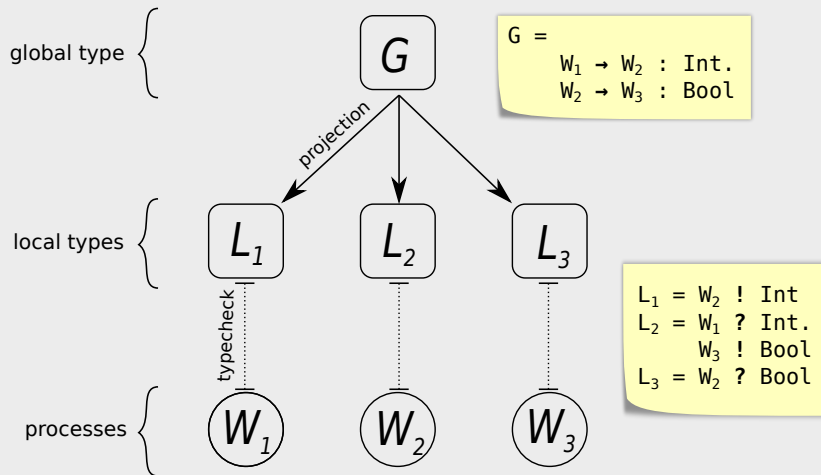 global type
G
G =
W₁ → W₂ : Int.
W₂ → W₃ : Bool
projection
local types
L₁
L₂
L₃
L₁ = W₂ ! Int
L₂ = W₁ ? Int.
W₃ ! Bool
L₃ = W₂ ? Bool
typecheck
processes
W₁
W₂
W₃